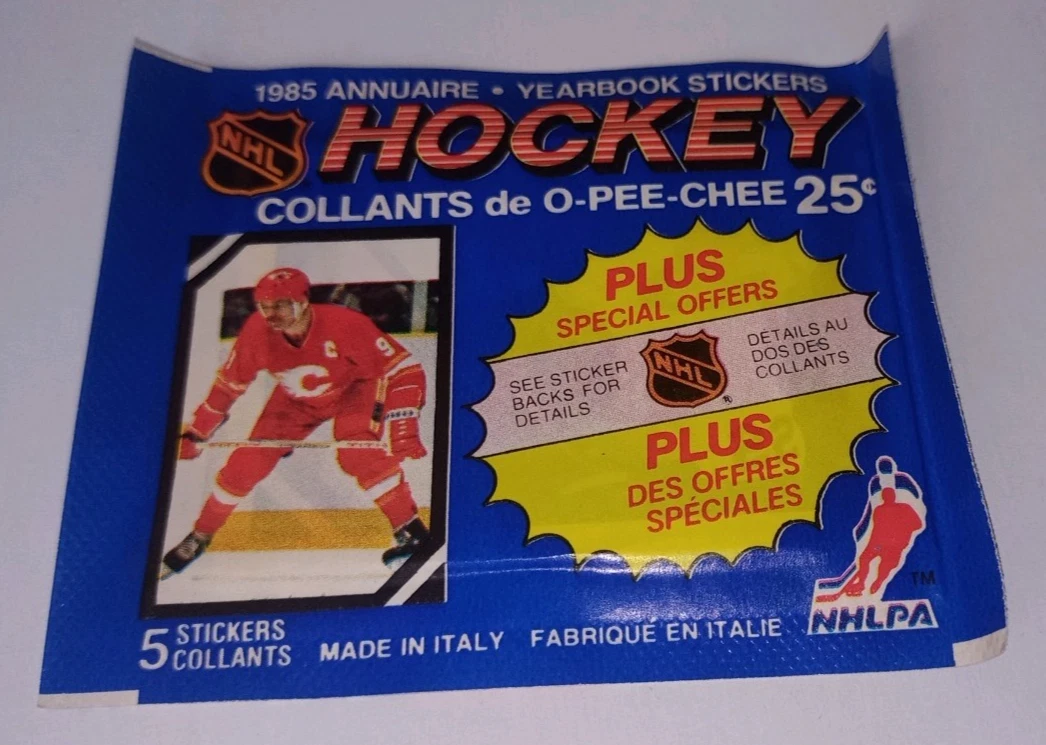 1985 ANNUAIRE • YEARBOOK STICKERS
NHL HOCKEY
COLLANTS de O-PEE-CHEE 25¢
PLUS
SPECIAL OFFERS
SEE STICKER
BACKS FOR
DETAILS
NHL
®
DÉTAILS AU
DOS DES
COLLANTS
PLUS
DES OFFRES
SPÉCIALES
C
9
5 STICKERS
COLLANTS
MADE IN ITALY FABRIQUÉ EN ITALIE
NHLPA TM